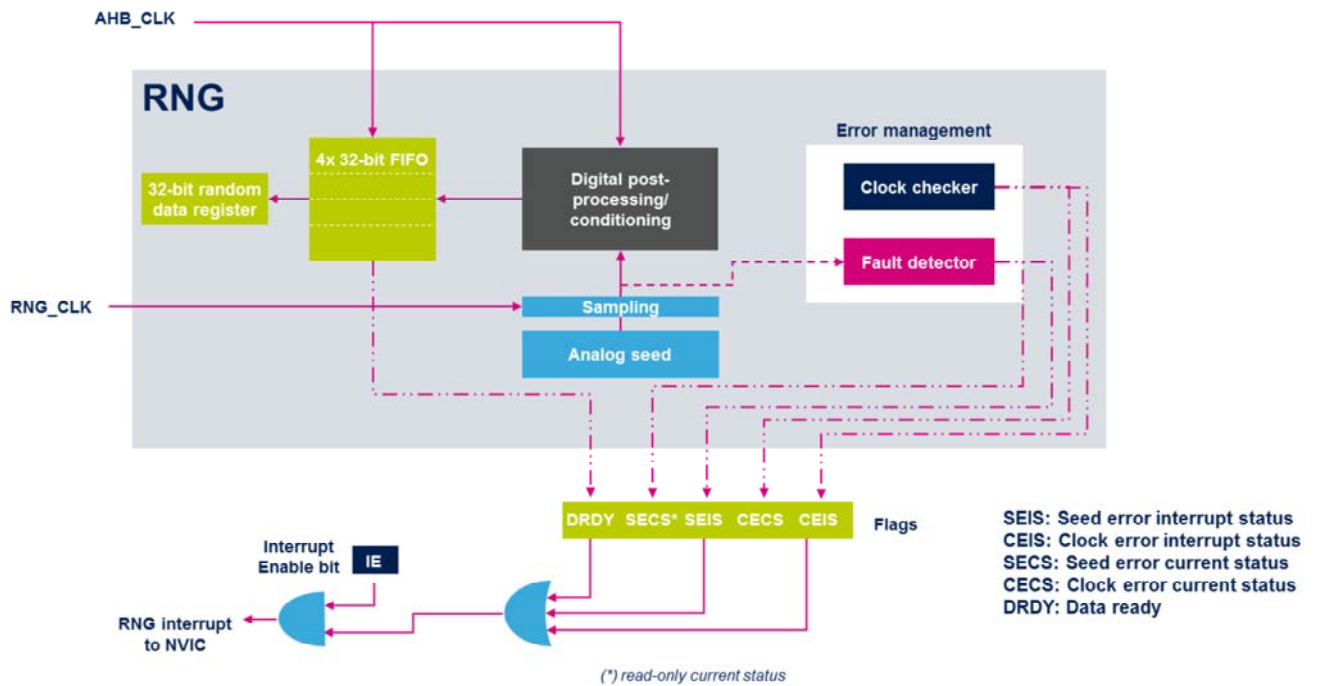 AHB_CLK
RNG
Error management
4x 32-bit FIFO
Digital post-
processing/
conditioning
Clock checker
32-bit random
data register
Fault detector
RNG_CLK
Sampling
Analog seed
DRDY SECS* SEIS CECS CEIS
Flags
SEIS: Seed error interrupt status
CEIS: Clock error interrupt status
SECS: Seed error current status
CECS: Clock error current status
DRDY: Data ready
Interrupt
Enable bit
IE
RNG interrupt
to NVIC
(*) read-only current status